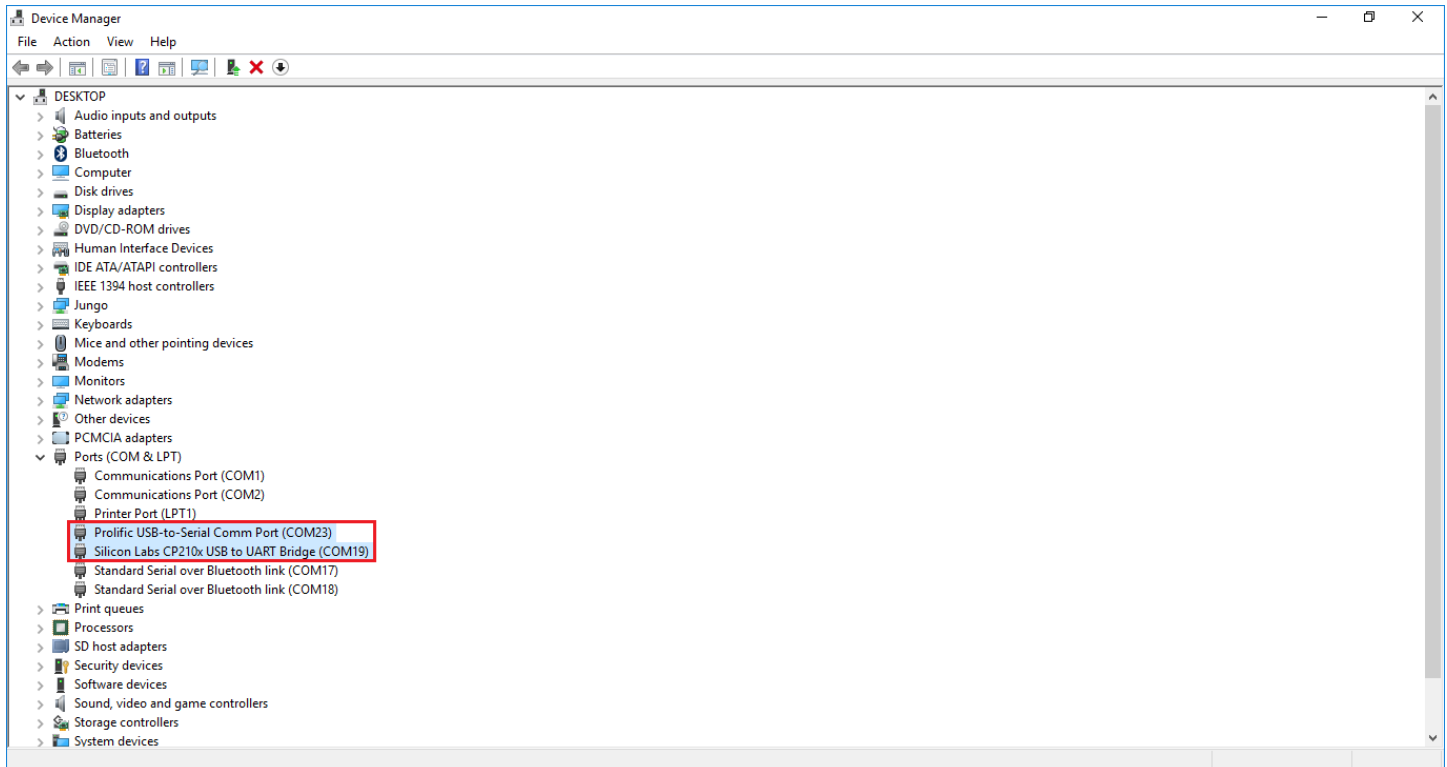 Device Manager
File Action View Help
DESKTOP
Audio inputs and outputs
Batteries
Bluetooth
Computer
Disk drives
Display adapters
DVD/CD-ROM drives
Human Interface Devices
IDE ATA/ATAPI controllers
IEEE 1394 host controllers
Jungo
Keyboards
Mice and other pointing devices
Modems
Monitors
Network adapters
Other devices
PCMCIA adapters
Ports (COM & LPT)
Communications Port (COM1)
Communications Port (COM2)
Printer Port (LPT1)
Prolific USB-to-Serial Comm Port (COM23)
Silicon Labs CP210x USB to UART Bridge (COM19)
Standard Serial over Bluetooth link (COM17)
Standard Serial over Bluetooth link (COM18)
Print queues
Processors
SD host adapters
Security devices
Software devices
Sound, video and game controllers
Storage controllers
System devices